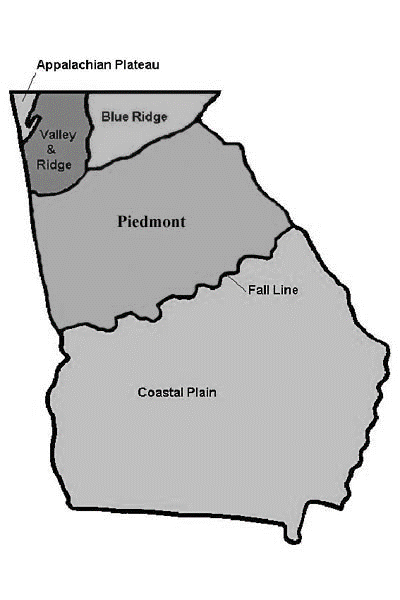 Appalachian Plateau
Blue Ridge
Valley
&
Ridge
Piedmont
Fall Line
Coastal Plain